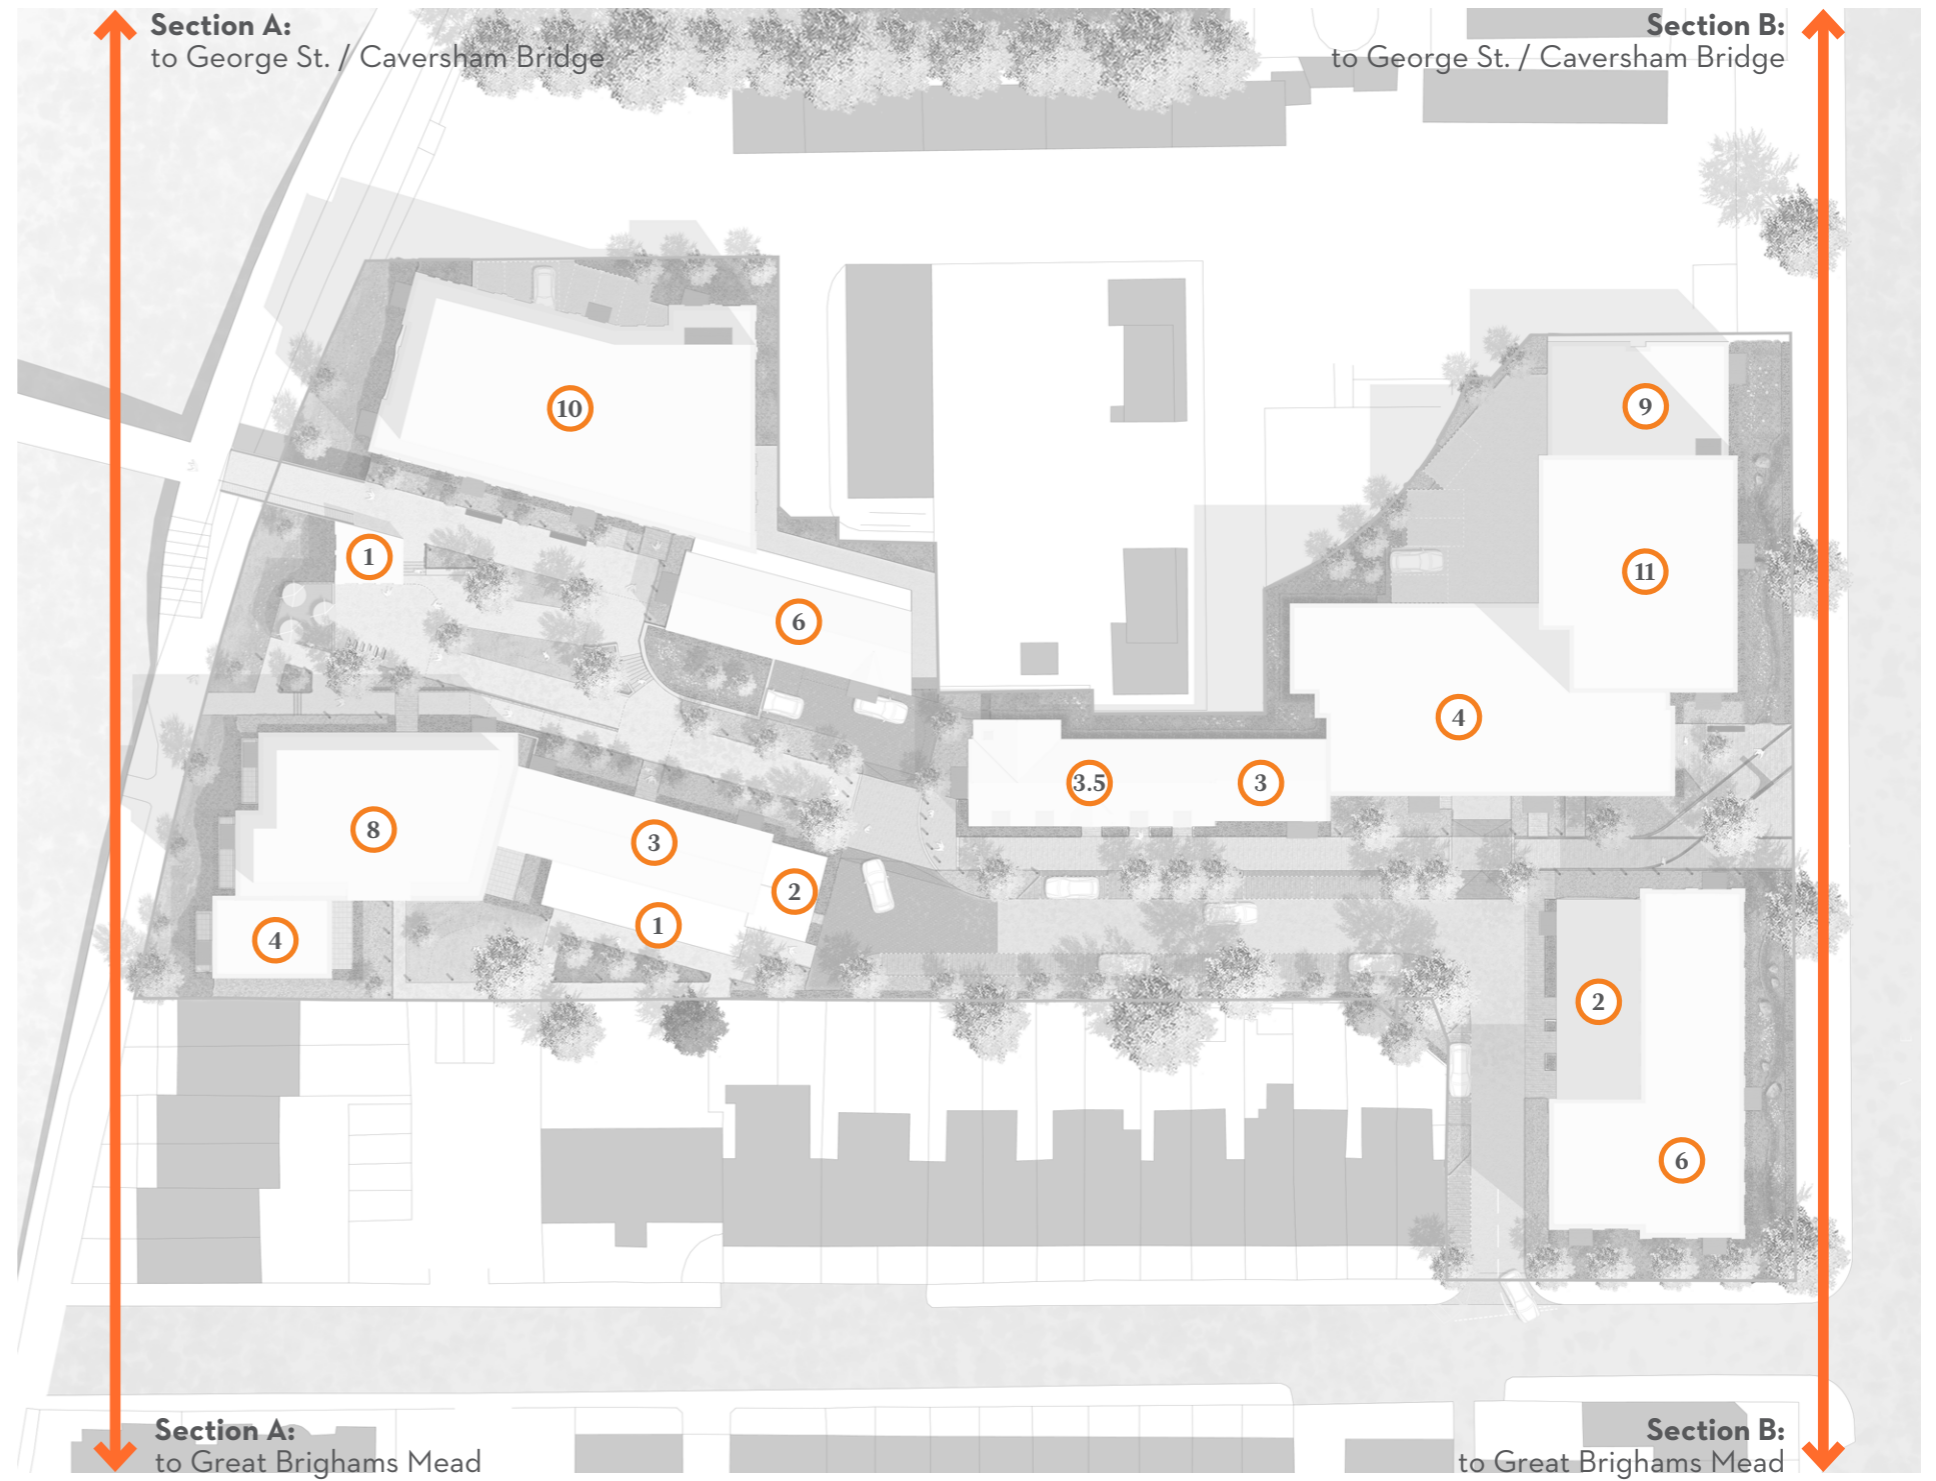 Section A:
to George St. / Caversham Bridge
Section B:
to George St. / Caversham Bridge
10
9
1
11
6
4
3.5
3
8
3
2
1
4
2
6
Section A:
to Great Brighams Mead
Section B:
to Great Brighams Mead